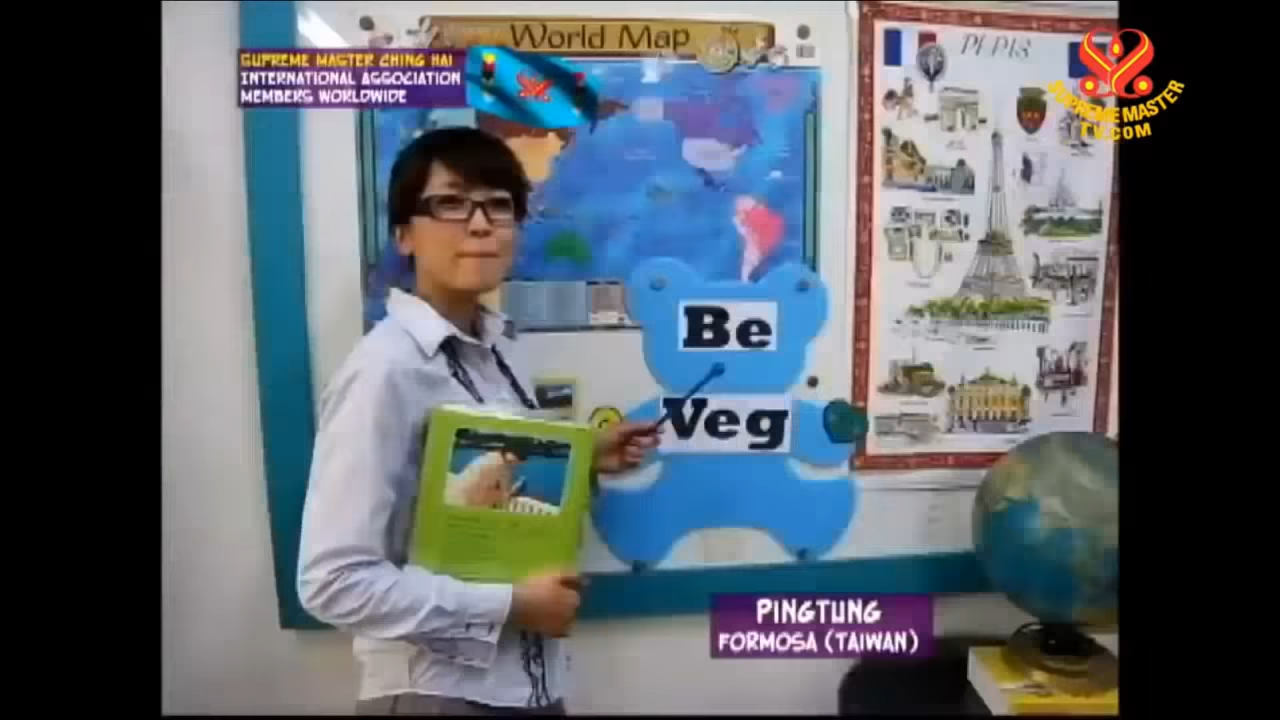 World Map
SUPREME MASTER CHING HAI
INTERNATIONAL ASSOCIATION
MEMBERS WORLDWIDE
PARIS
SUPREME MASTER
TV.COM
Be
Veg
PINGTUNG
FORMOSA (TAIWAN)